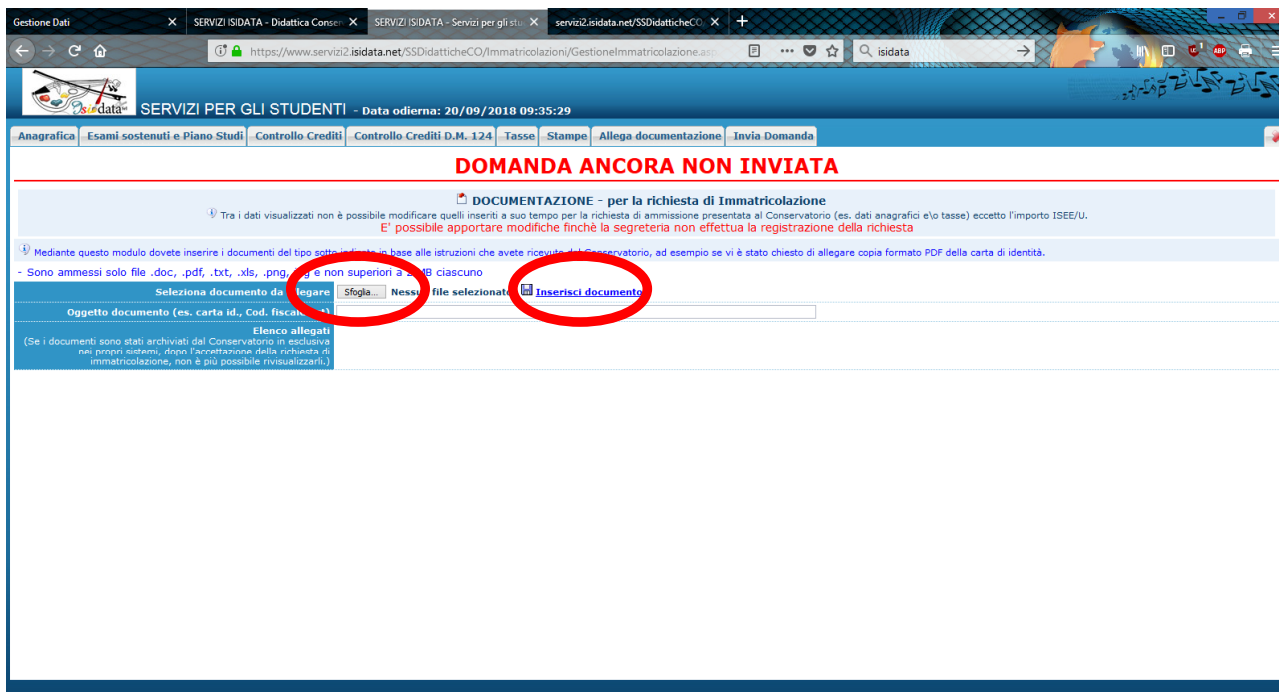 Gestione Dati
SERVIZI ISIDATA - Didattica Conser
SERVIZI ISIDATA - Servizi per gli stu
servizi2.isidata.net/SSDidatticheCO
https://www.servizi2.isidata.net/SSDidatticheCO/Immatricolazioni/GestioneImmatricolazione.asp
isidata
Isidata
SERVIZI PER GLI STUDENTI - Data odierna: 20/09/2018 09:35:29
Anagrafica Esami sostenuti e Piano Studi Controllo Crediti Controllo Crediti D.M. 124 Tasse Stampe Allega documentazione Invia Domanda
DOMANDA ANCORA NON INVIATA
DOCUMENTAZIONE - per la richiesta di Immatricolazione
Tra i dati visualizzati non è possibile modificare quelli inseriti a suo tempo per la richiesta di ammissione presentata al Conservatorio (es. dati anagrafici e\o tasse) eccetto l'importo ISEE/U.
E' possibile apportare modifiche finchè la segreteria non effettua la registrazione della richiesta
Mediante questo modulo dovete inserire i documenti del tipo sotto indicato in base alle istruzioni che avete ricevuto dal Conservatorio, ad esempio se vi è stato chiesto di allegare copia formato PDF della carta di identità.
- Sono ammessi solo file .doc, .pdf, .txt, .xls, .png, e non superiori a MB ciascuno
Seleziona documento da allegare Sfoglia... Nessun file selezionato. Inserisci documento
Oggetto documento (es. carta id., Cod. fiscale
Elenco allegati
(Se i documenti sono stati archiviati dal Conservatorio in esclusiva
nei propri sistemi, dopo l'accettazione della richiesta di
immatricolazione, non è più possibile rivisualizzarli.)